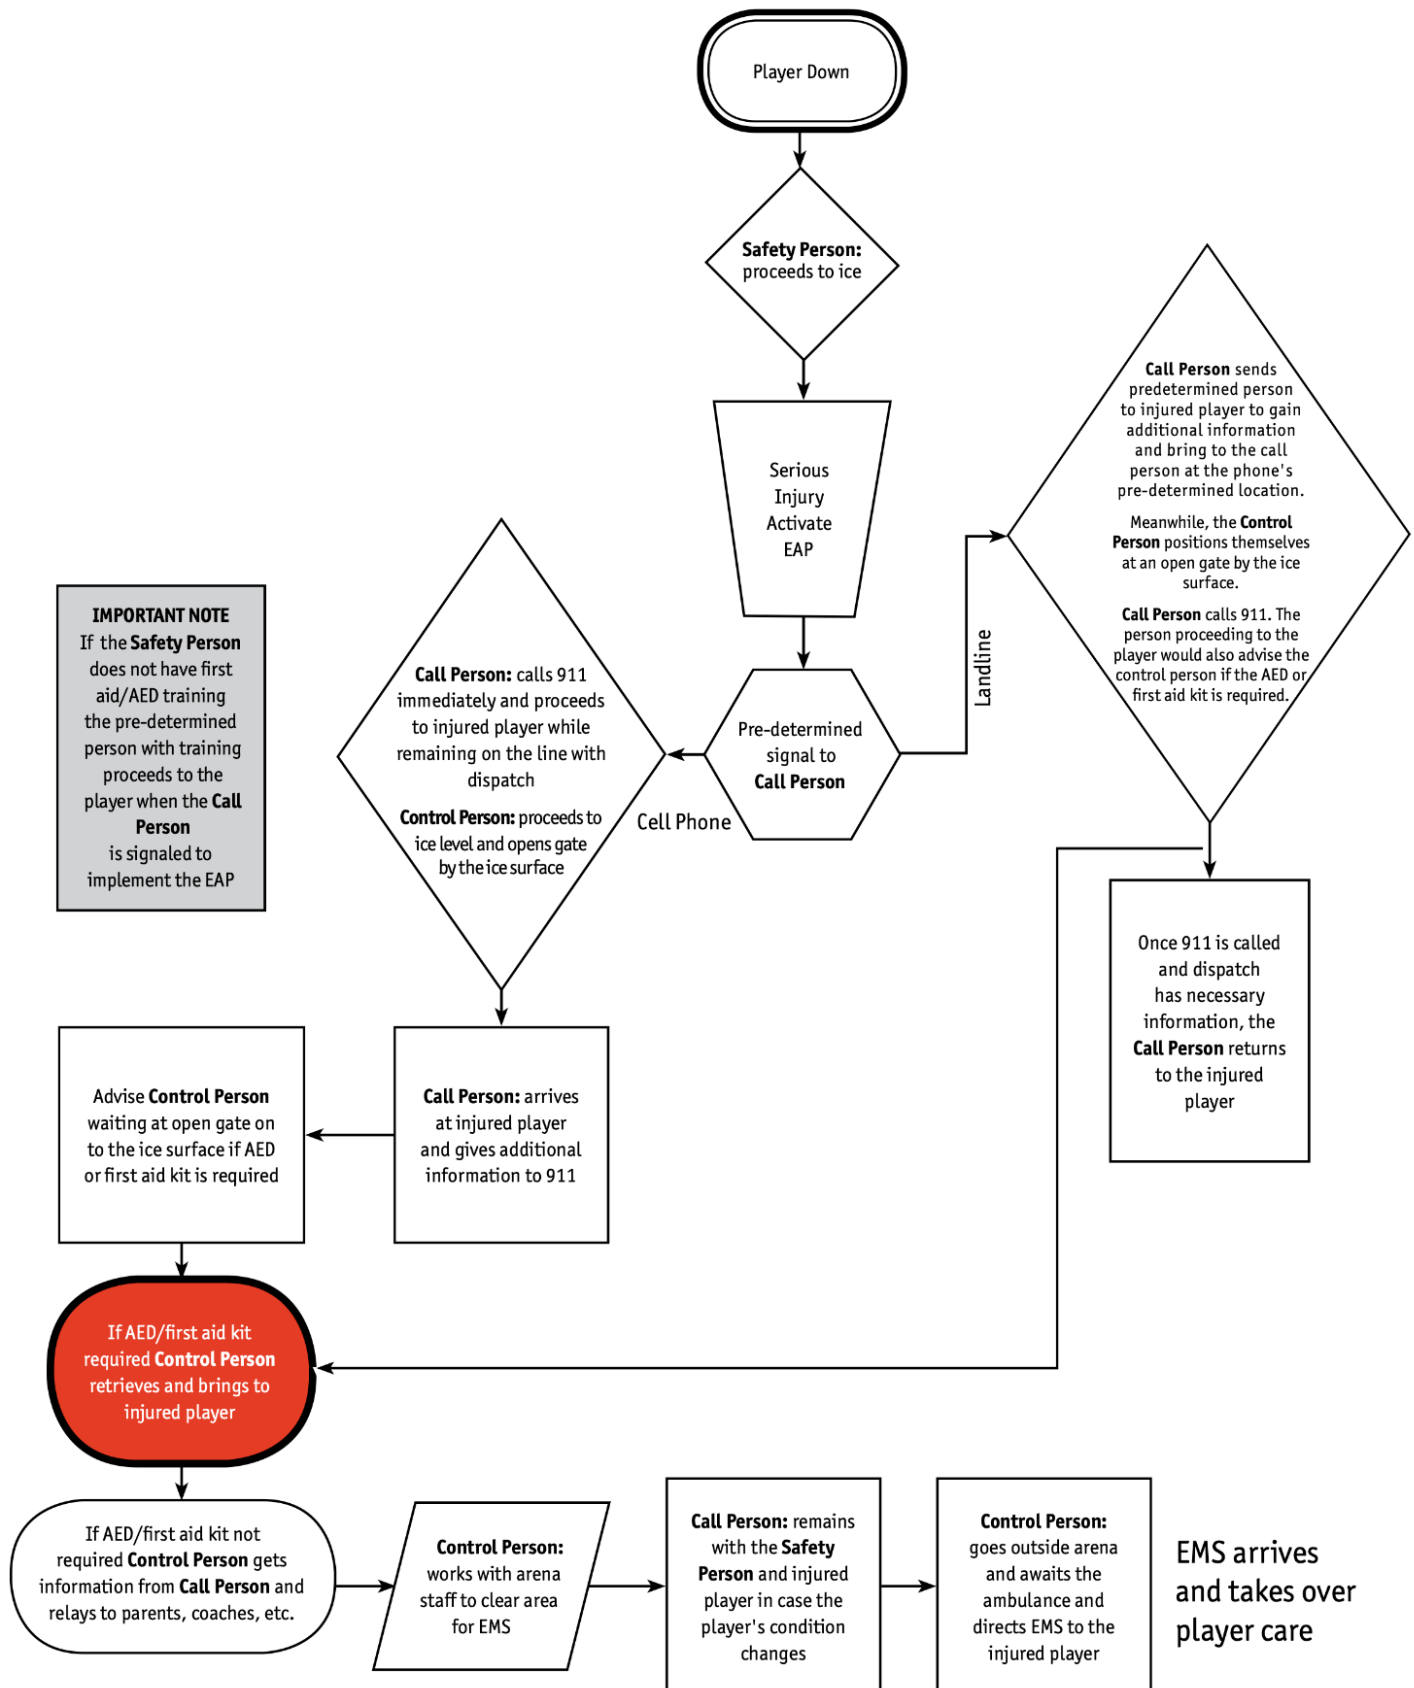 Player Down
Safety Person:
proceeds to ice
Serious
Injury
Activate
EAP
Pre-determined
signal to
Call Person
Landline
Cell Phone
Call Person sends
predetermined person
to injured player to gain
additional information
and bring to the call
person at the phone's
pre-determined location.
Meanwhile, the Control
Person positions themselves
at an open gate by the ice
surface.
Call Person calls 911. The
person proceeding to the
player would also advise the
control person if the AED or
first aid kit is required.
Once 911 is called
and dispatch
has necessary
information, the
Call Person returns
to the injured
player
Call Person: calls 911
immediately and proceeds
to injured player while
remaining on the line with
dispatch
Control Person: proceeds to
ice level and opens gate
by the ice surface
IMPORTANT NOTE
If the Safety Person
does not have first
aid/AED training
the pre-determined
person with training
proceeds to the
player when the Call
Person
is signaled to
implement the EAP
Call Person: arrives
at injured player
and gives additional
information to 911
Advise Control Person
waiting at open gate on
to the ice surface if AED
or first aid kit is required
If AED/first aid kit
required Control Person
retrieves and brings to
injured player
If AED/first aid kit not
required Control Person gets
information from Call Person and
relays to parents, coaches, etc.
Control Person:
works with arena
staff to clear area
for EMS
Call Person: remains
with the Safety
Person and injured
player in case the
player's condition
changes
Control Person:
goes outside arena
and awaits the
ambulance and
directs EMS to the
injured player
EMS arrives
and takes over
player care